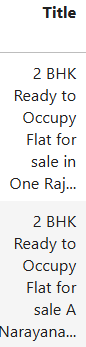 Title
2 BHK
Ready to
Occupy
Flat for
sale in
One Raj...
2 BHK
Ready to
Occupy
Flat for
sale A
Narayana...